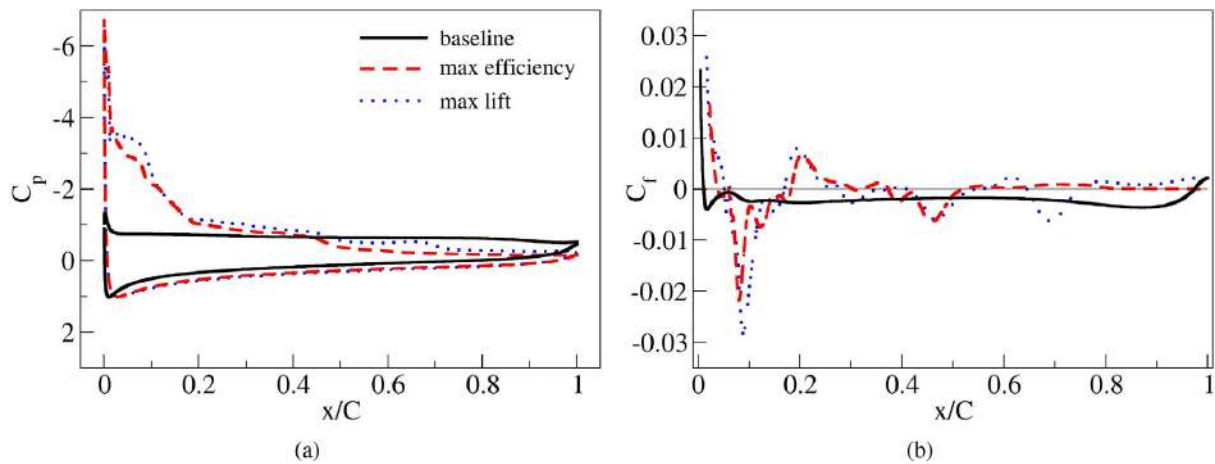 -6
-4
-2
0
2
C_p
baseline
max efficiency
max lift
0 0.2 0.4 0.6 0.8 1
x/C
(a)
0.03
0.02
0.01
0
-0.01
-0.02
-0.03
C_f
0 0.2 0.4 0.6 0.8 1
x/C
(b)